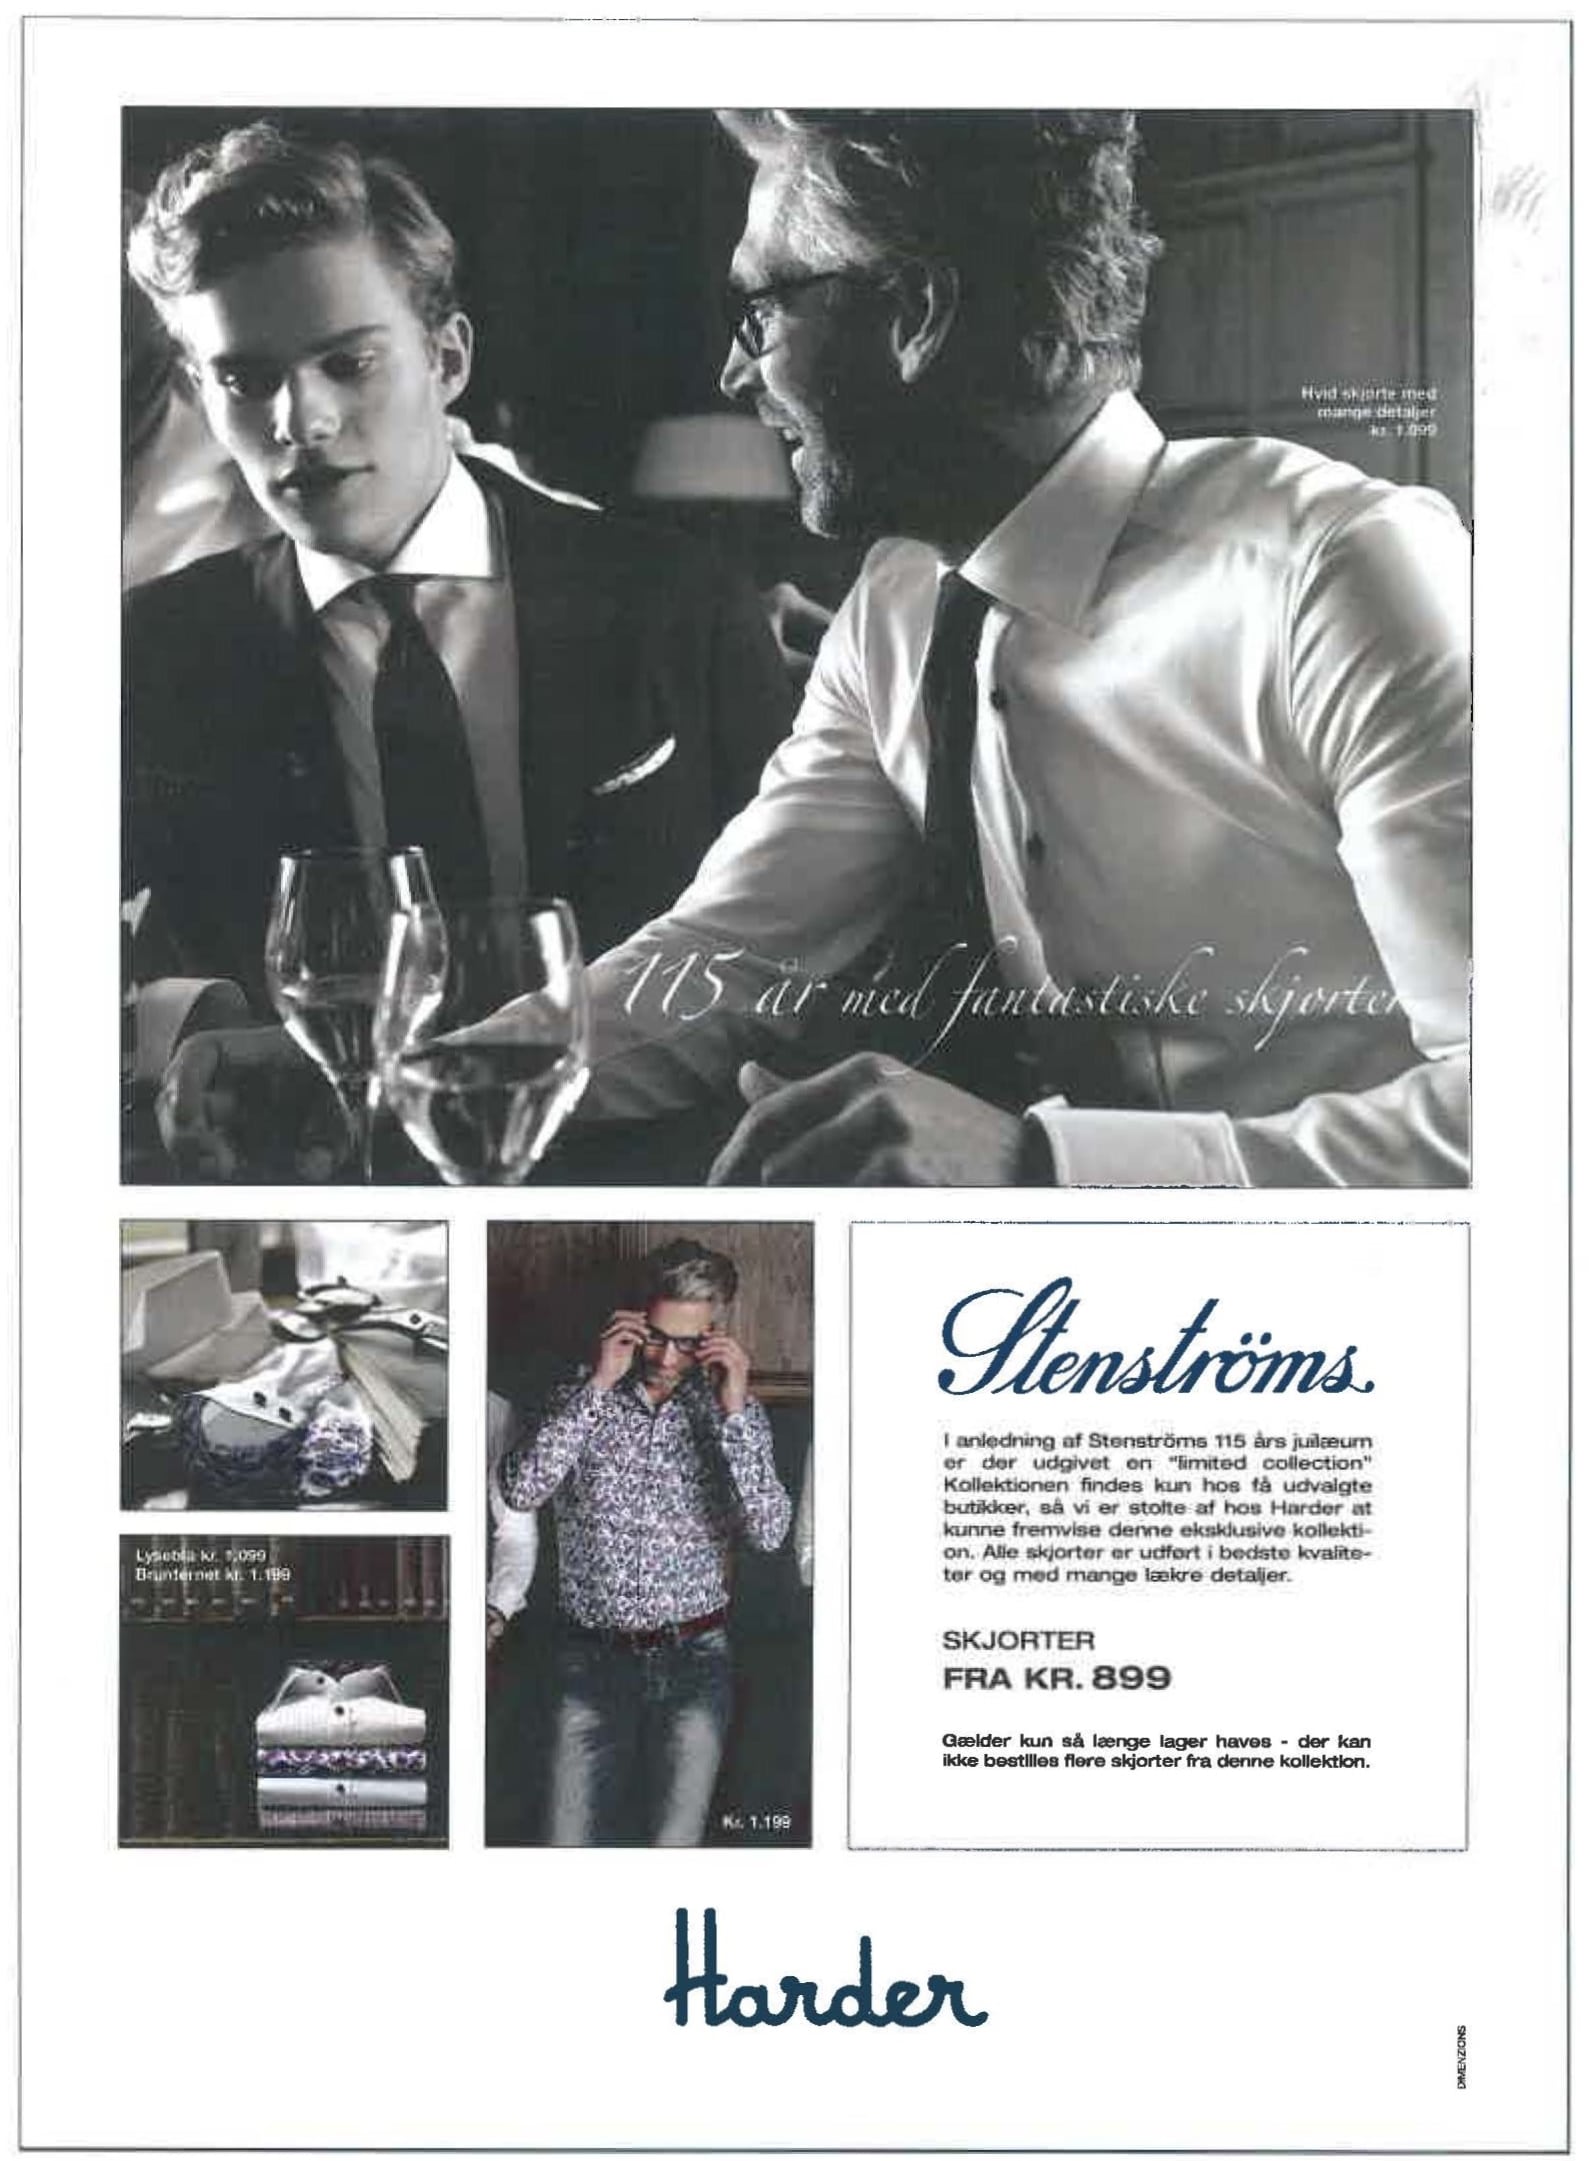 Hvid skjorte med
mange detaljer
kr. 1.099
115 år med fantastiske skjorter
Lyseblå kr. 1.099
Brunternet kr. 1.199
Kr. 1.199
Stenströms
I anledning af Stenströms 115 års juilæum
er der udgivet en "limited collection"
Kollektionen findes kun hos få udvalgte
butikker, så vi er stolte af hos Harder at
kunne fremvise denne eksklusive kollekti-
on. Alle skjorter er udført i bedste kvalite-
ter og med mange lækre detaljer.
SKJORTER
FRA KR. 899
Gælder kun så længe lager haves - der kan
ikke bestilles flere skjorter fra denne kollektion.
Harder
DIMENZIONS